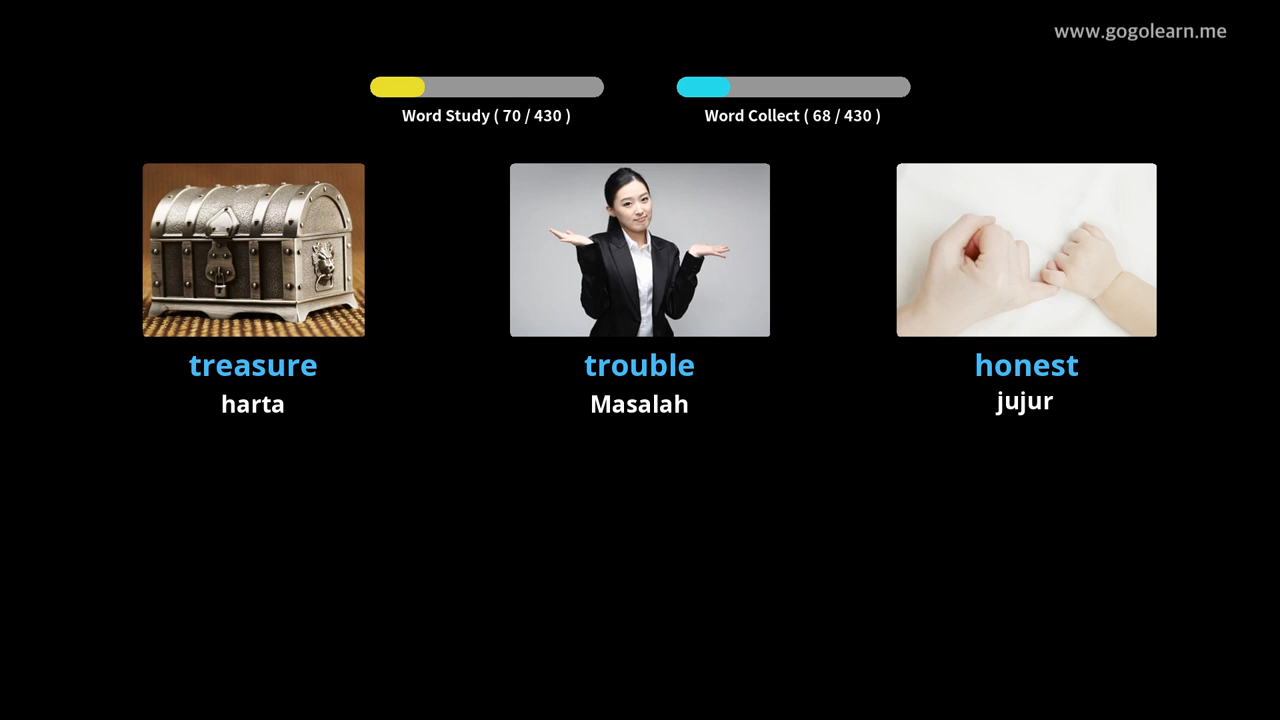 www.gogolearn.me
Word Study ( 70 / 430 )
Word Collect ( 68 / 430 )
treasure
harta
trouble
Masalah
honest
jujur